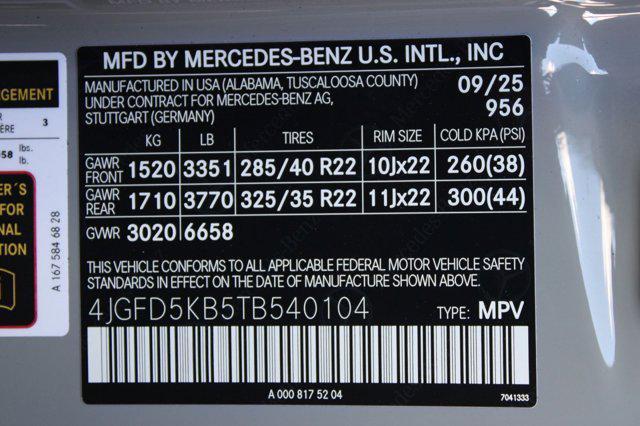 MFD BY MERCEDES-BENZ U.S. INTL., INC
MANUFACTURED IN USA (ALABAMA, TUSCALOOSA COUNTY) 09/25
UNDER CONTRACT FOR MERCEDES-BENZ AG, 956
STUTTGART (GERMANY)
KG LB TIRES RIM SIZE COLD KPA (PSI)
GAWR FRONT 1520 3351 285/40 R22 10Jx22 260(38)
GAWR REAR 1710 3770 325/35 R22 11Jx22 300(44)
GVWR 3020 6658
THIS VEHICLE CONFORMS TO ALL APPLICABLE FEDERAL MOTOR VEHICLE SAFETY
STANDARDS IN EFFECT ON THE DATE OF MANUFACTURE SHOWN ABOVE.
4JGFD5KB5TB540104 TYPE: MPV
A 000 817 52 04
7041333
3
lbs.
lb.
FOR
A 167 584 68 28